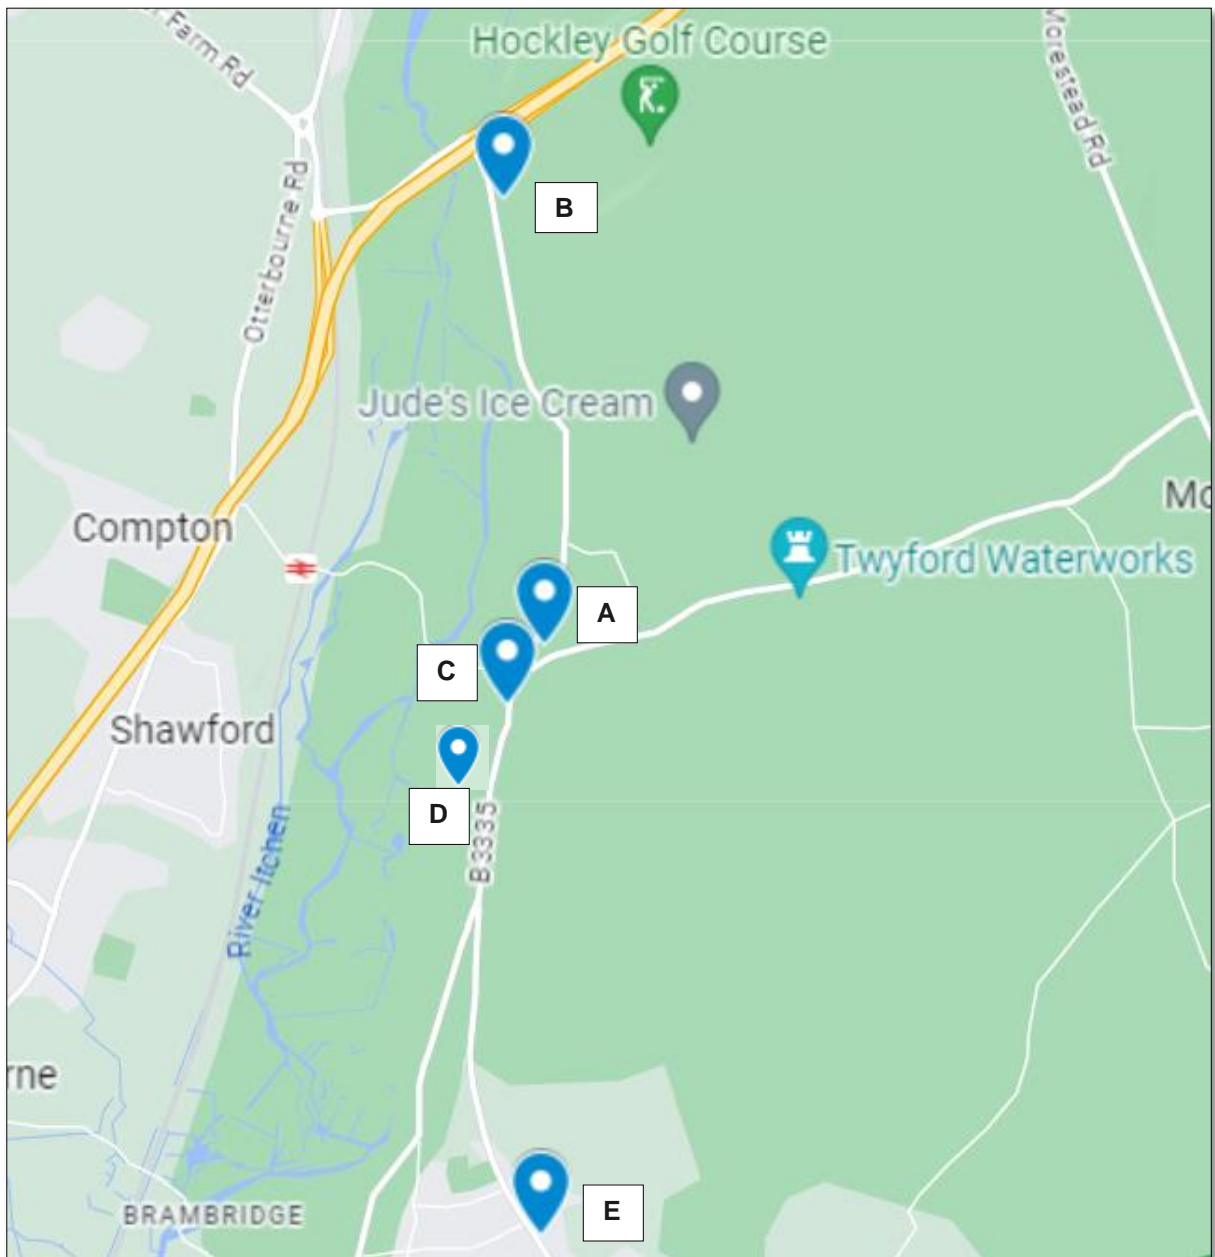 Farm Rd
Hockley Golf Course
Morestead Rd
Otterbourne Rd
B
Jude's Ice Cream
Mo
Compton
Twyford Waterworks
A
C
Shawford
D
B3335
River Itchen
rne
BRAMBRIDGE
E